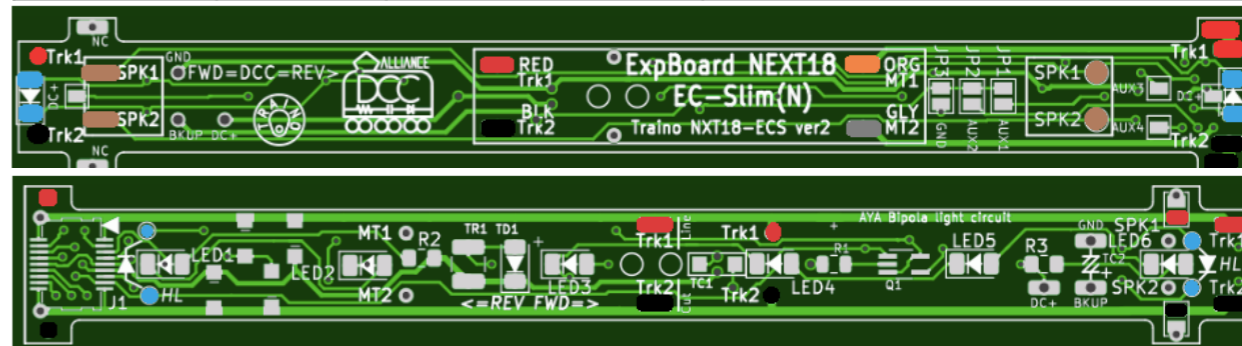 NC
Trk1
GND
SPK1
FWD=DCC=REV>
DC+
SPK2
BKUP DC+
Trk2
NC
TRAINO
ALLIANCE
DCC
RED
Trk1
BLK
Trk2
ExpBoard NEXT18
EC-Slim(N)
Traino NXT18-ECS ver2
ORG
MT1
GLY
MT2
JP3
JP2
JP1
GND
AUX2
AUX1
SPK1
SPK2
AUX3
AUX4
Trk1
D1+
Trk2
J1
HL
LED1
LED2
MT1
MT2
R2
TR1 TD1
+
LED3
<=REV FWD=>
Trk1
Trk2
Trk1
TC1
Trk2
+
R1
LED4
AYA Bipola light circuit
Q1
LED5
R3
GND
TC2
+
DC+
BKUP
SPK1
LED6
SPK2
Trk1
HL
Trk2